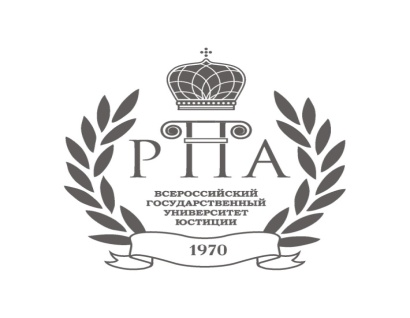 РПА
ВСЕРОССИЙСКИЙ
ГОСУДАРСТВЕННЫЙ
УНИВЕРСИТЕТ
ЮСТИЦИИ
1970